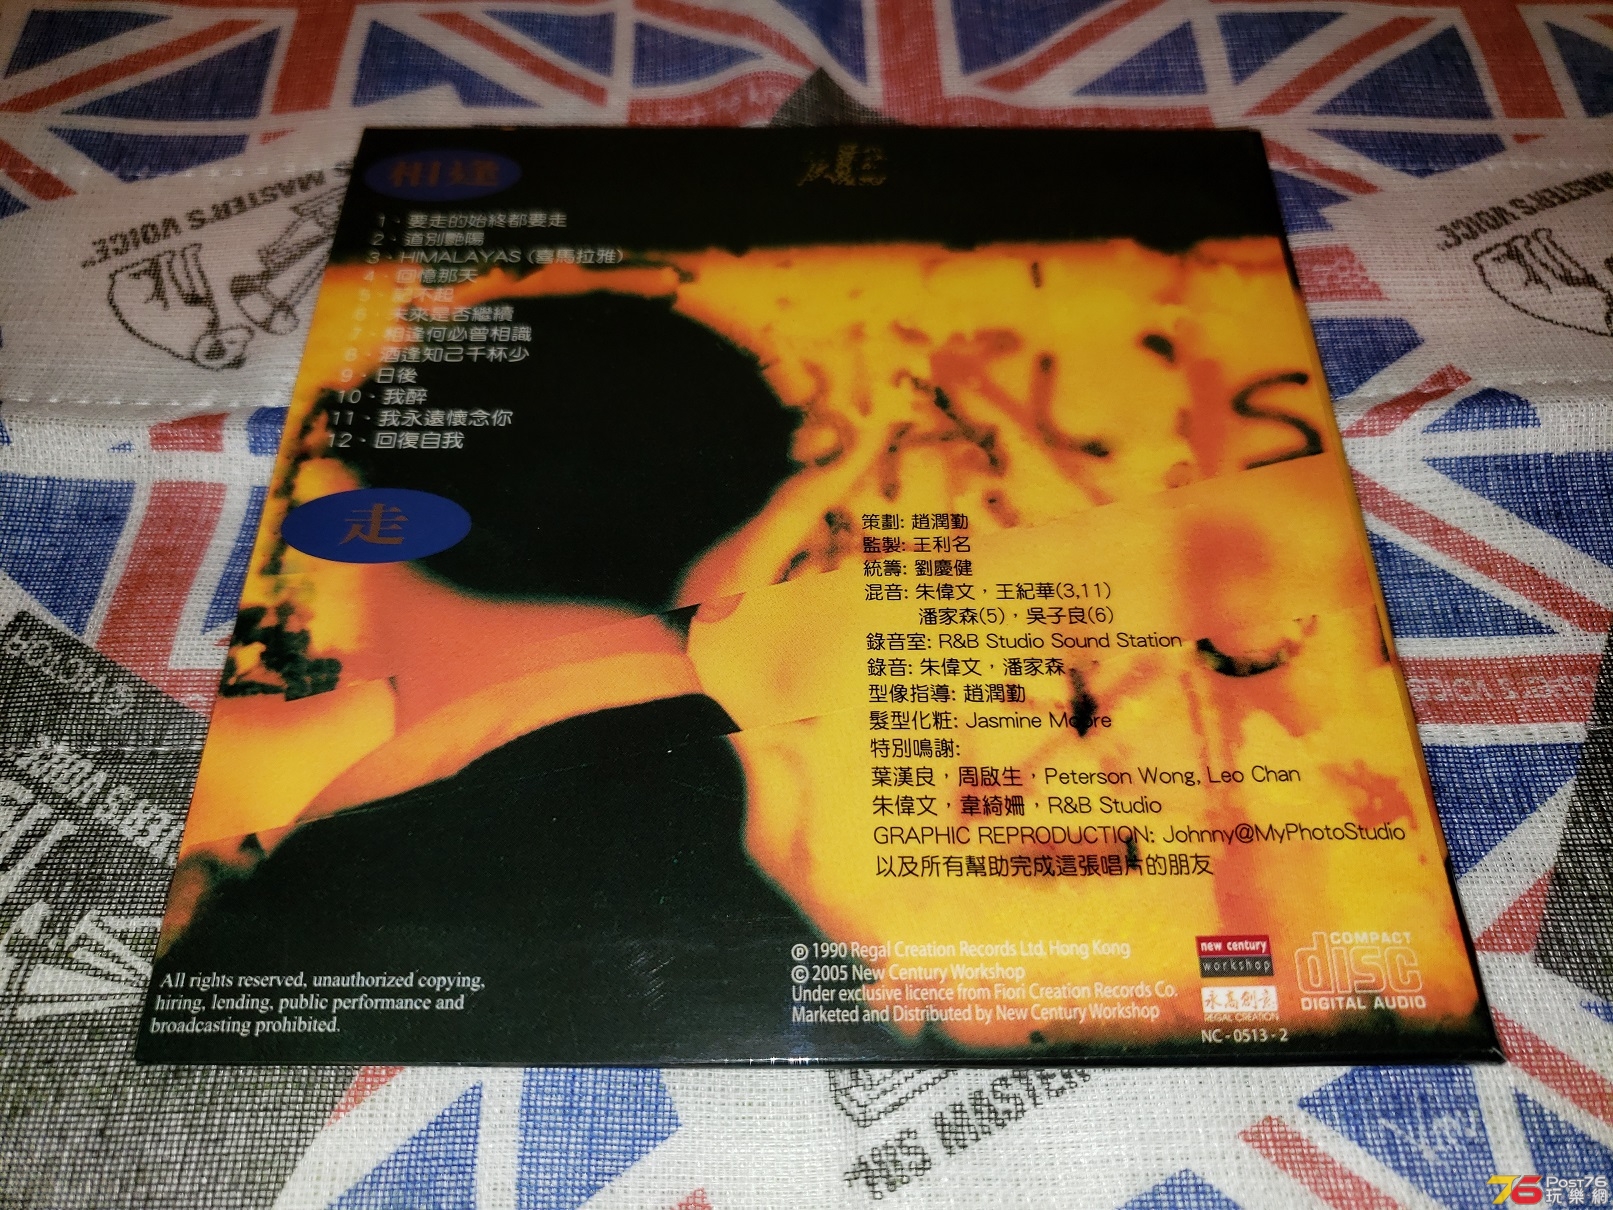 MASTER'S VOICE
MASTER'S VOICE
相逢
1、要走的始終都要走
2、道別艷陽
3、HIMALAYAS (喜馬拉雅)
4、回憶那天
6、未來是否繼續
7、相逢何必曾相識
8、酒逢知己千杯少
9、日後
10、我醉
11、我永遠懷念你
12、回復自我
走
策劃: 趙潤勤
監製: 王利名
統籌: 劉慶健
混音: 朱偉文，王紀華(3,11)
潘家森(5)，吳子良(6)
錄音室: R&B Studio Sound Station
錄音: 朱偉文，潘家森
型像指導: 趙潤勤
髮型化粧: Jasmine Moore
特別鳴謝:
葉漢良，周啟生，Peterson Wong, Leo Chan
朱偉文，韋綺姍，R&B Studio
GRAPHIC REPRODUCTION: Johnny@MyPhotoStudio
以及所有幫助完成這張唱片的朋友
All rights reserved, unauthorized copying,
hiring, lending, public performance and
broadcasting prohibited.
℗ 1990 Regal Creation Records Ltd, Hong Kong
© 2005 New Century Workshop
Under exclusive licence from Fiori Creation Records Co.
Marketed and Distributed by New Century Workshop
new century
workshop
永高創意
REGAL CREATION
NC-0513-2
COMPACT
disc
DIGITAL AUDIO
HIS MASTER'S
76 Post76
玩樂網